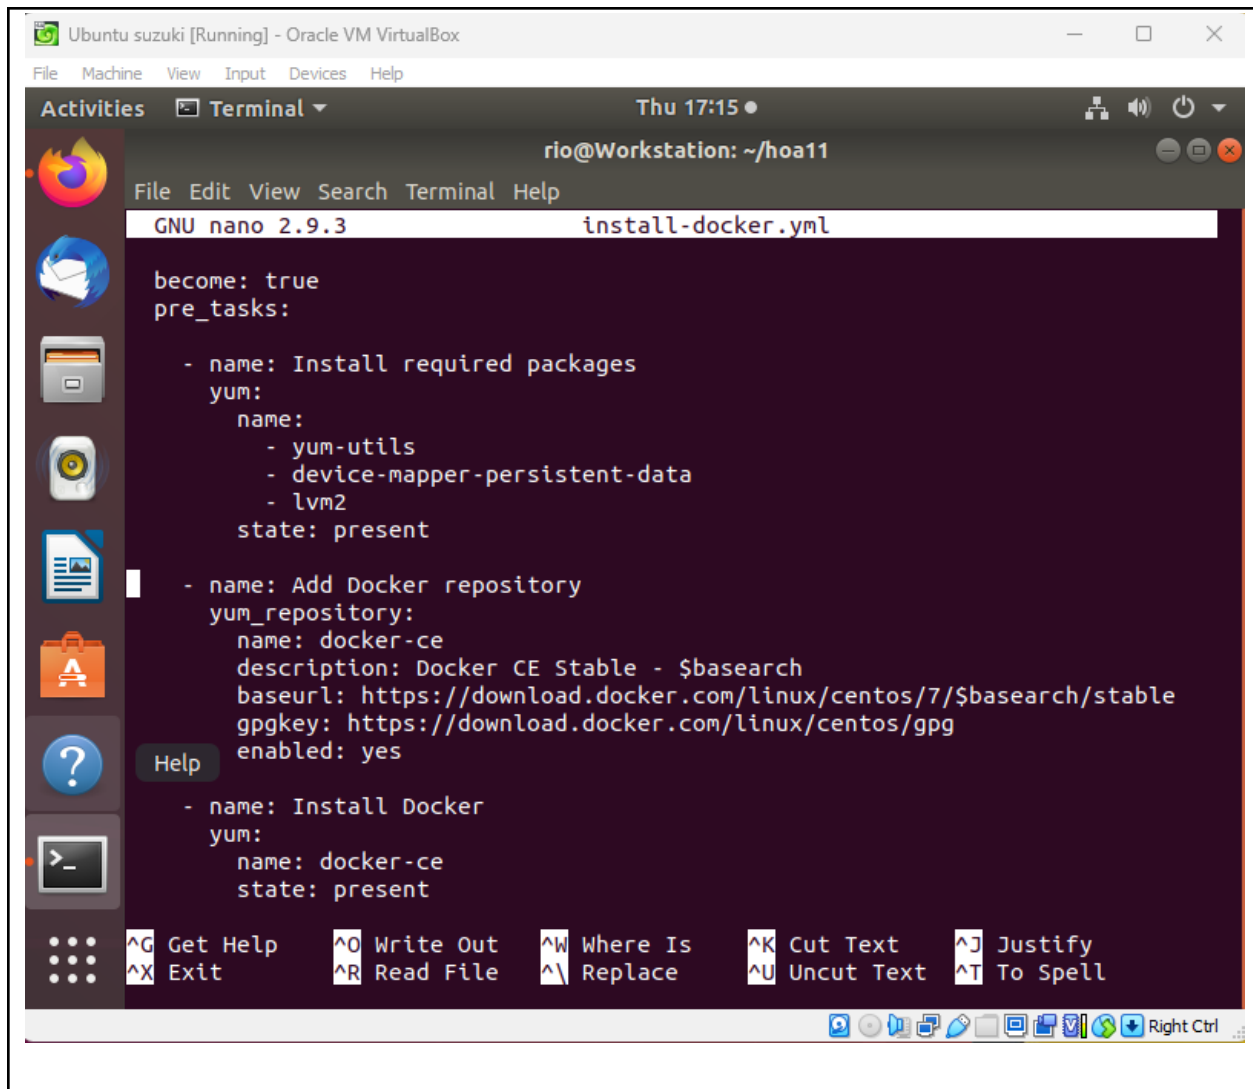 Ubuntu suzuki [Running] - Oracle VM VirtualBox
File Machine View Input Devices Help
Activities Terminal Thu 17:15
rio@Workstation: ~/hoa11
File Edit View Search Terminal Help
GNU nano 2.9.3 install-docker.yml
become: true
pre_tasks:
- name: Install required packages
yum:
name:
- yum-utils
- device-mapper-persistent-data
- lvm2
state: present
- name: Add Docker repository
yum_repository:
name: docker-ce
description: Docker CE Stable - $basearch
baseurl: https://download.docker.com/linux/centos/7/$basearch/stable
gpgkey: https://download.docker.com/linux/centos/gpg
enabled: yes
Help
- name: Install Docker
yum:
name: docker-ce
state: present
^G Get Help ^O Write Out ^W Where Is ^K Cut Text ^J Justify
^X Exit ^R Read File ^\ Replace ^U Uncut Text ^T To Spell
Right Ctrl